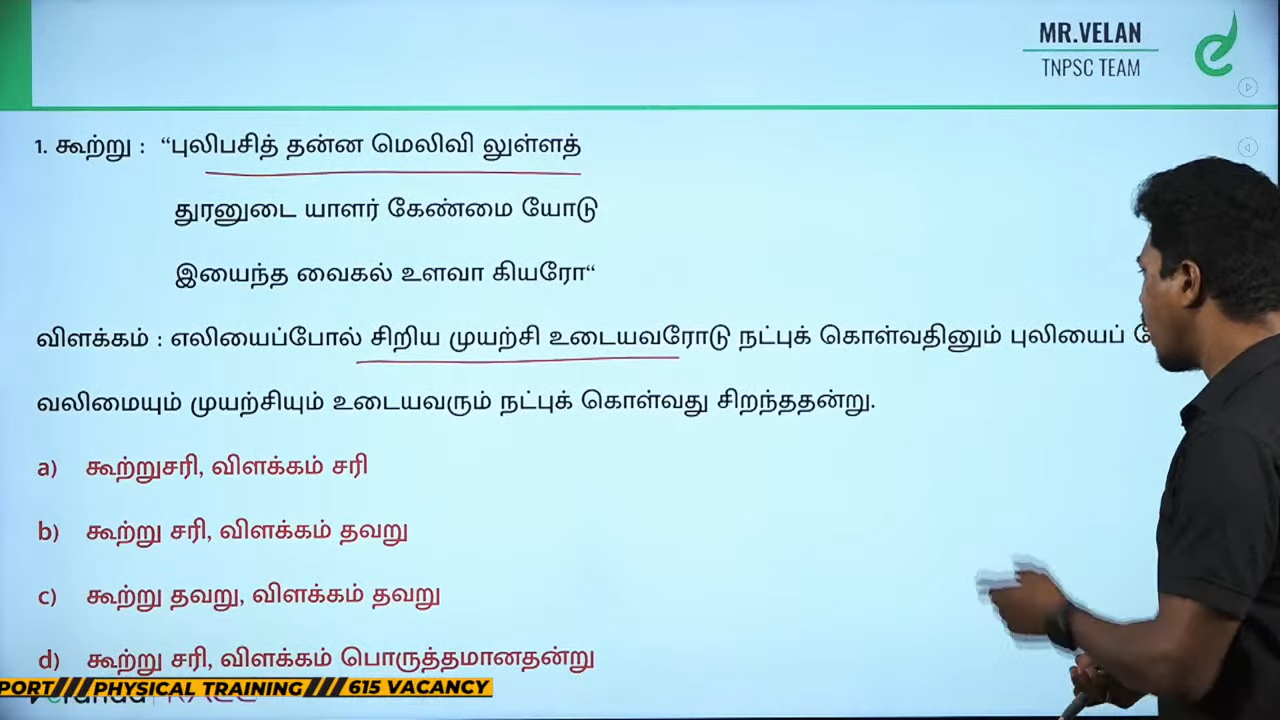 MR.VELAN
TNPSC TEAM
1. கூற்று : “புலிபசித் தன்ன மெலிவி லுள்ளத்
துரனுடை யாளர் கேண்மை யோடு
இயைந்த வைகல் உளவா கியரோ“
விளக்கம் : எலியைப்போல் சிறிய முயற்சி உடையவரோடு நட்புக் கொள்வதினும் புலியைப்
வலிமையும் முயற்சியும் உடையவரும் நட்புக் கொள்வது சிறந்ததன்று.
a) கூற்றுசரி, விளக்கம் சரி
b) கூற்று சரி, விளக்கம் தவறு
c) கூற்று தவறு, விளக்கம் தவறு
d) கூற்று சரி, விளக்கம் பொருத்தமானதன்று
PORT///PHYSICAL TRAINING///615 VACANCY